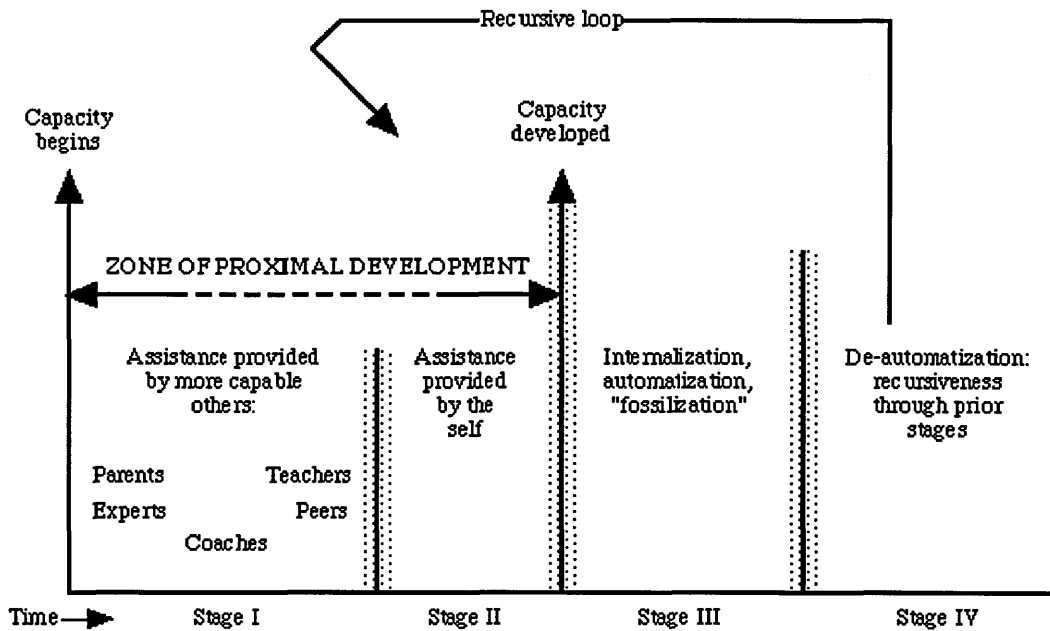 Recursive loop
Capacity
begins
Capacity
developed
ZONE OF PROXIMAL DEVELOPMENT
Assistance provided
by more capable
others:
Parents
Teachers
Experts
Peers
Coaches
Assistance
provided
by the
self
Internalization,
automatization,
"fossilization"
De-automatization:
recursiveness
through prior
stages
Time
Stage I
Stage II
Stage III
Stage IV